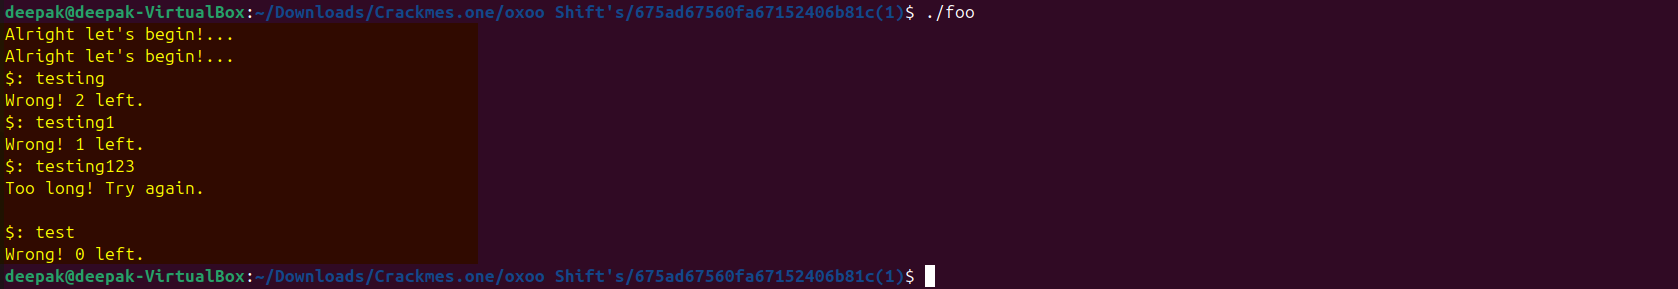 deepak@deepak-VirtualBox:~/Downloads/Crackmes.one/oxoo Shift's/675ad67560fa67152406b81c(1)$ ./foo
Alright let's begin!...
Alright let's begin!...
$: testing
Wrong! 2 left.
$: testing1
Wrong! 1 left.
$: testing123
Too long! Try again.
$: test
Wrong! 0 left.
deepak@deepak-VirtualBox:~/Downloads/Crackmes.one/oxoo Shift's/675ad67560fa67152406b81c(1)$